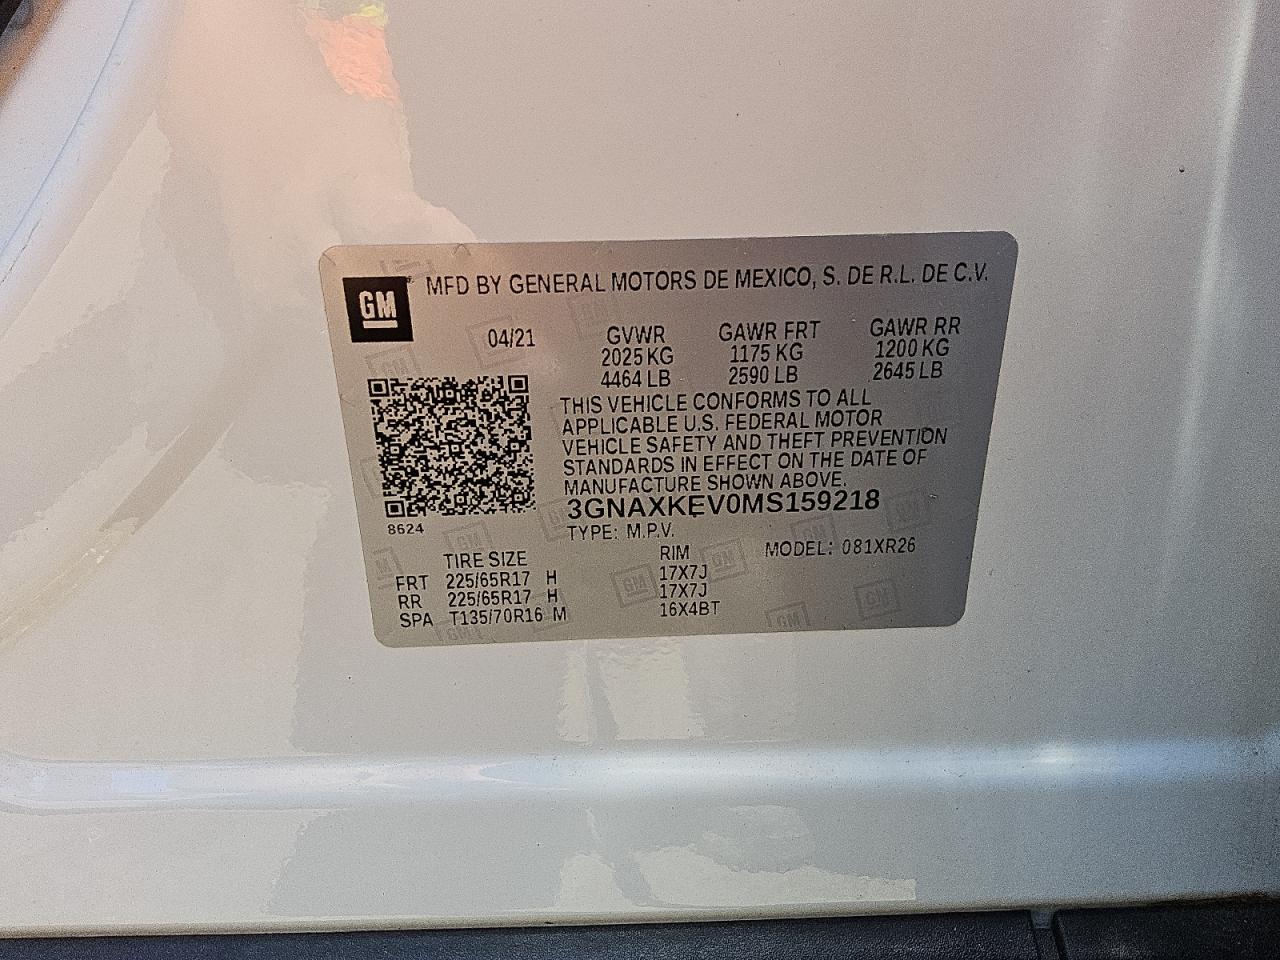 GM
MFD BY GENERAL MOTORS DE MEXICO, S. DE R.L. DE C.V.
04/21 GVWR GAWR FRT GAWR RR
2025 KG 1175 KG 1200 KG
4464 LB 2590 LB 2645 LB
THIS VEHICLE CONFORMS TO ALL
APPLICABLE U.S. FEDERAL MOTOR
VEHICLE SAFETY AND THEFT PREVENTION
STANDARDS IN EFFECT ON THE DATE OF
MANUFACTURE SHOWN ABOVE.
3GNAXKEV0MS159218
8624
TYPE: M.P.V.
MODEL: 081XR26
TIRE SIZE RIM
FRT 225/65R17 H 17X7J
RR 225/65R17 H 17X7J
SPA T135/70R16 M 16X4BT